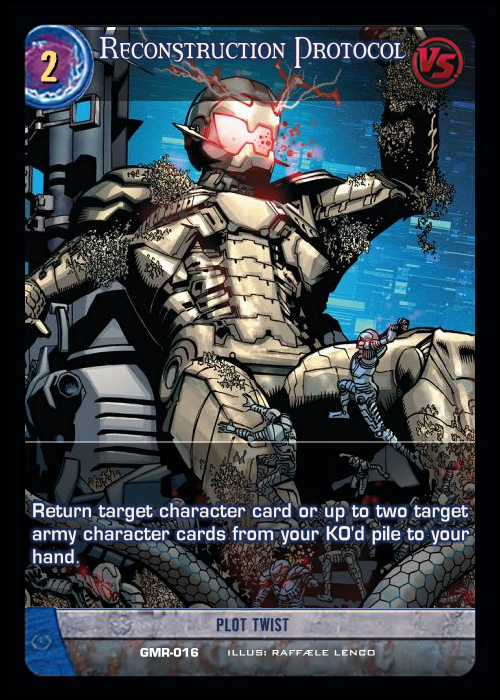 2
Reconstruction Protocol
VS.
Return target character card or up to two target
army character cards from your KO'd pile to your
hand.
PLOT TWIST
GMR-016 ILLUS: RAFFÆLE LENCO